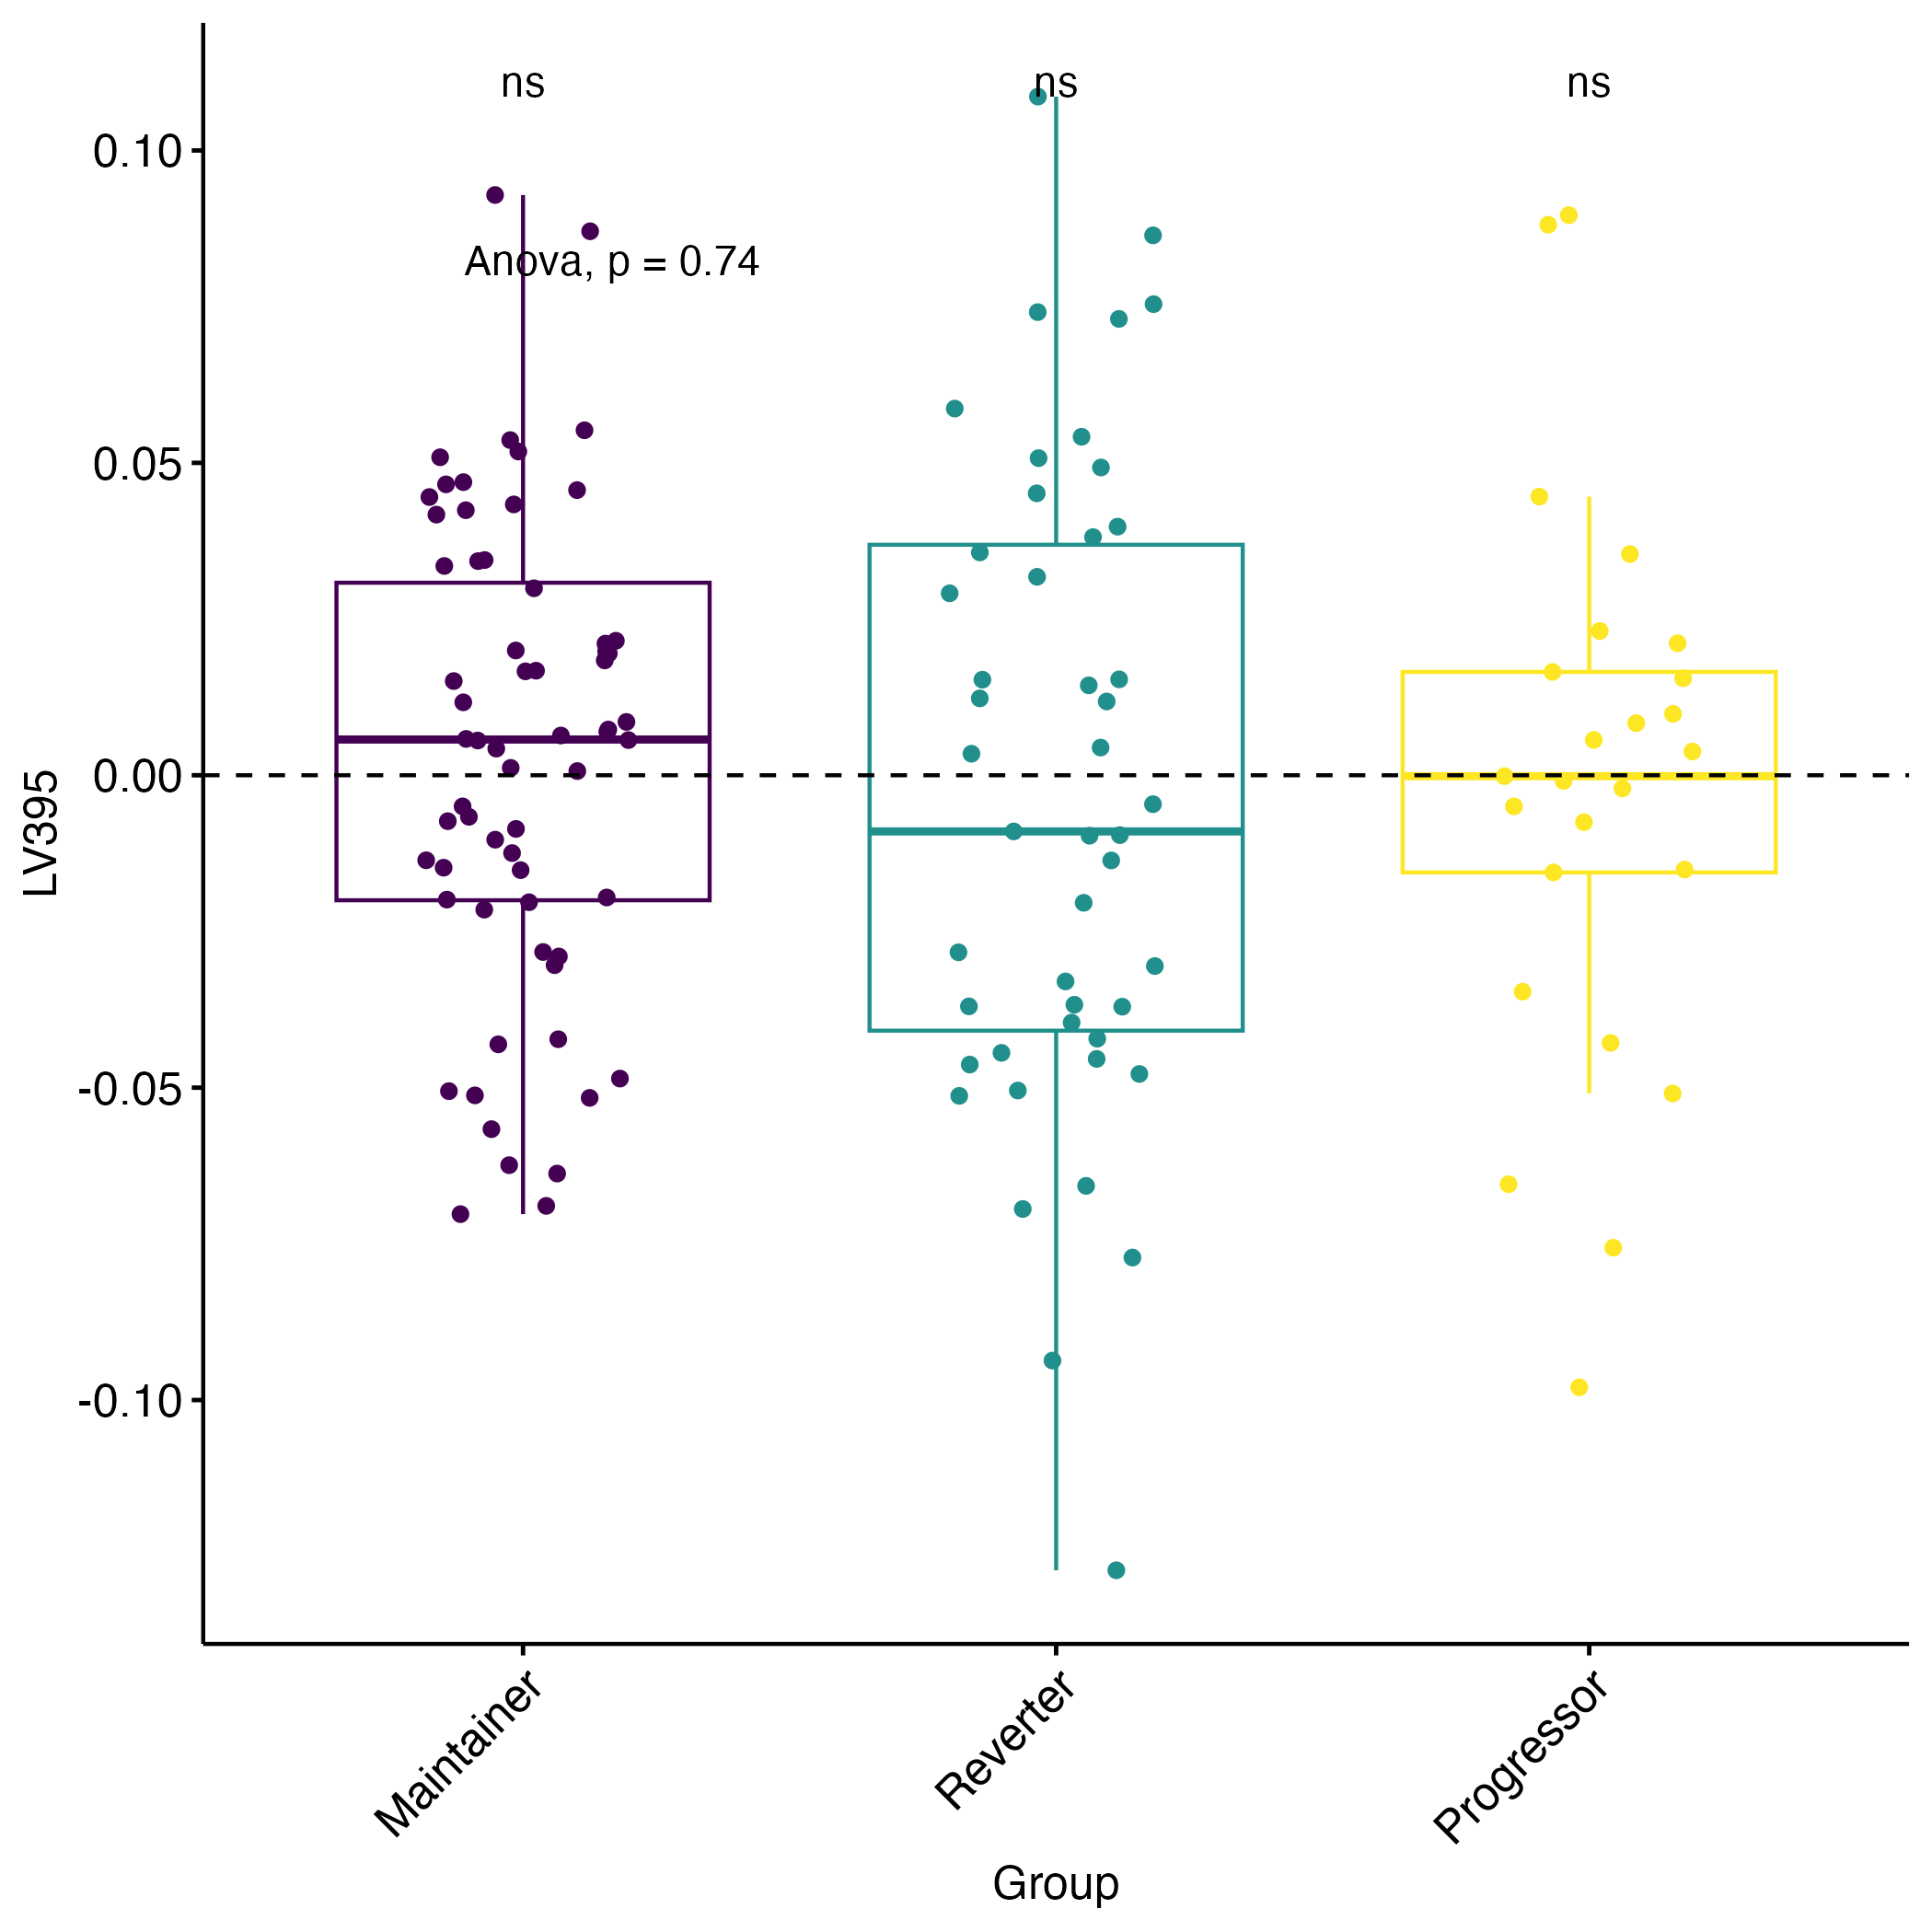 ns ns ns
Anova, p = 0.74
0.10
0.05
0.00
-0.05
-0.10
LV395
Maintainer
Reverter
Progressor
Group